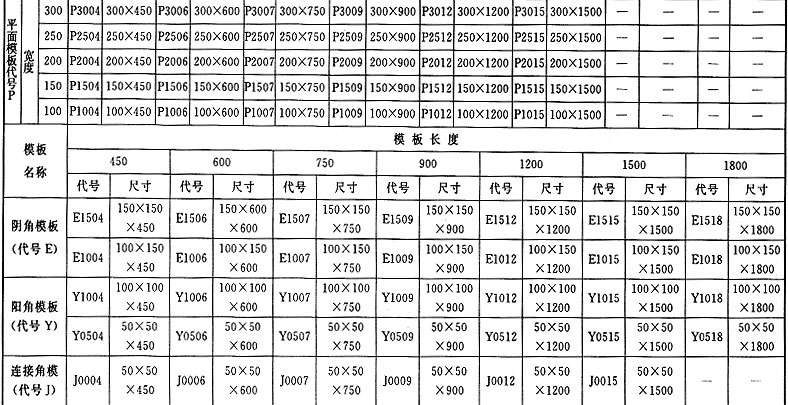 平面模板代号P 宽度
300 P3004 300×450 P3006 300×600 P3007 300×750 P3009 300×900 P3012 300×1200 P3015 300×1500 — —
250 P2504 250×450 P2506 250×600 P2507 250×750 P2509 250×900 P2512 250×1200 P2515 250×1500 — —
200 P2004 200×450 P2006 200×600 P2007 200×750 P2009 200×900 P2012 200×1200 P2015 200×1500 — —
150 P1504 150×450 P1506 150×600 P1507 150×750 P1509 150×900 P1512 150×1200 P1515 150×1500 — —
100 P1004 100×450 P1006 100×600 P1007 100×750 P1009 100×900 P1012 100×1200 P1015 100×1500 — —
模板名称
模板长度
450 600 750 900 1200 1500 1800
代号 尺寸 代号 尺寸 代号 尺寸 代号 尺寸 代号 尺寸 代号 尺寸 代号 尺寸
阴角模板
(代号E)
E1504 150×150×450 E1506 150×600×600 E1507 150×150×750 E1509 150×150×900 E1512 150×150×1200 E1515 150×150×1500 E1518 150×150×1800
E1004 100×150×450 E1006 100×150×600 E1007 100×150×750 E1009 100×150×900 E1012 100×150×1200 E1015 100×150×1500 E1018 100×150×1800
阳角模板
(代号Y)
Y1004 100×100×450 Y1006 100×100×600 Y1007 100×100×750 Y1009 100×100×900 Y1012 100×100×1200 Y1015 100×100×1500 Y1018 100×100×1800
Y0504 50×50×450 Y0506 50×50×600 Y0507 50×50×750 Y0509 50×50×900 Y0512 50×50×1200 Y0515 50×50×1500 Y0518 50×50×1800
连接角模
(代号J)
J0004 50×50×450 J0006 50×50×600 J0007 50×50×750 J0009 50×50×900 J0012 50×50×1200 J0015 50×50×1500 — —